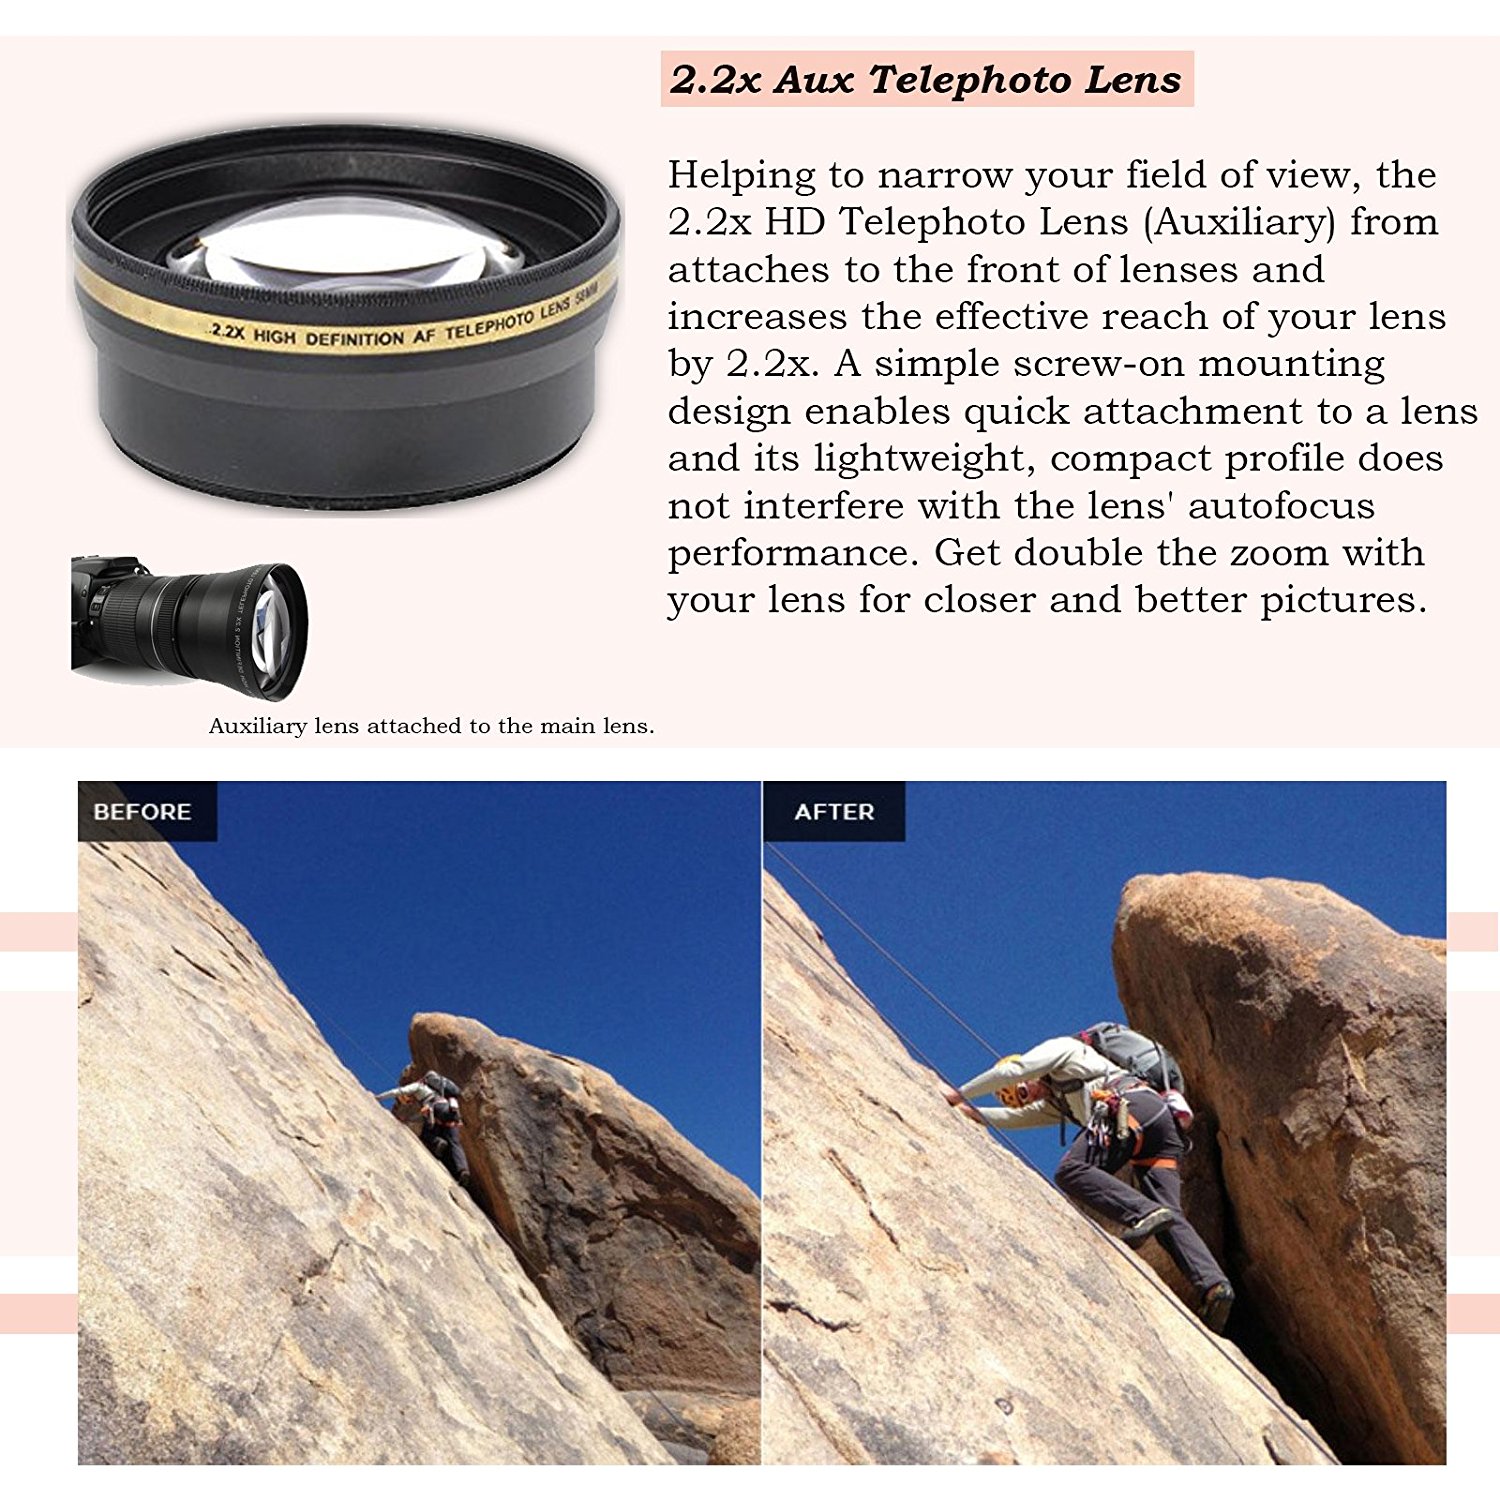 2.2x Aux Telephoto Lens
Helping to narrow your field of view, the
2.2x HD Telephoto Lens (Auxiliary) from
attaches to the front of lenses and
increases the effective reach of your lens
by 2.2x. A simple screw-on mounting
design enables quick attachment to a lens
and its lightweight, compact profile does
not interfere with the lens' autofocus
performance. Get double the zoom with
your lens for closer and better pictures.
2.2X HIGH DEFINITION AF TELEPHOTO LENS 58MM
Auxiliary lens attached to the main lens.
BEFORE
AFTER